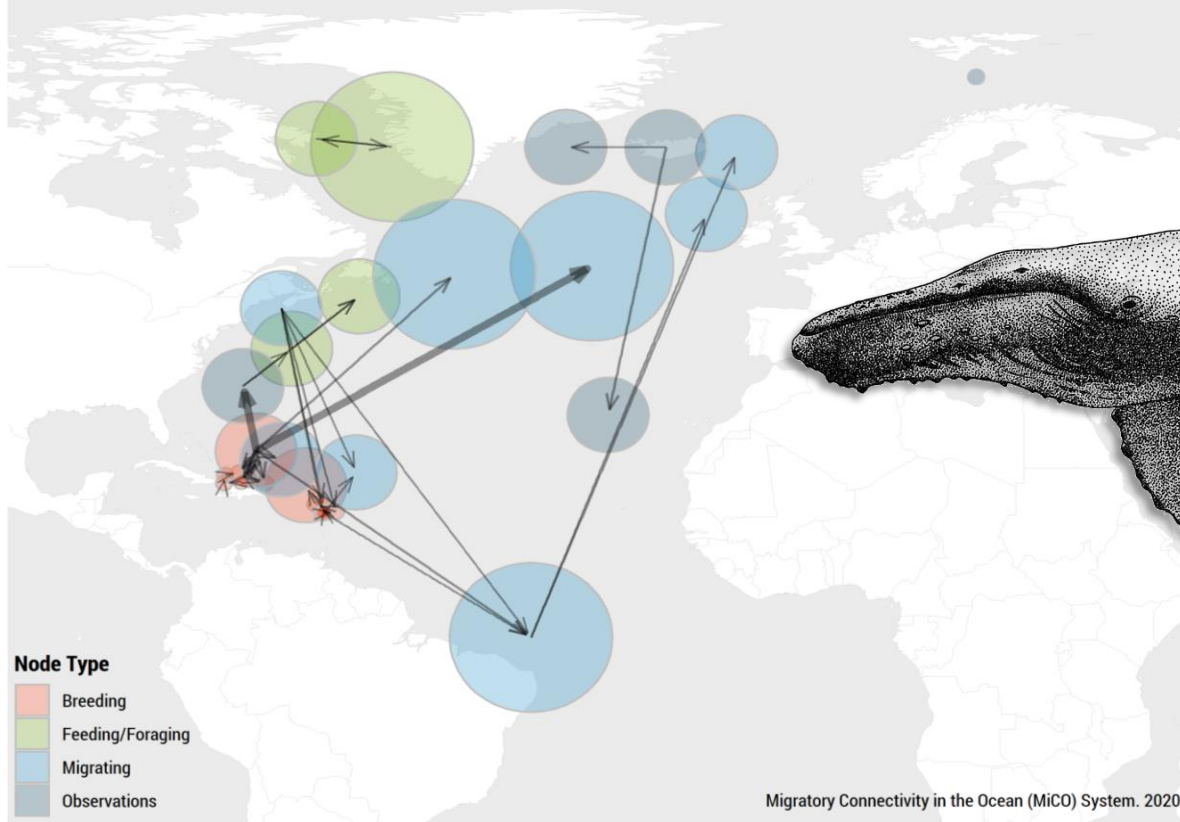 Node Type
Breeding
Feeding/Foraging
Migrating
Observations
Migratory Connectivity in the Ocean (MiCO) System. 2020